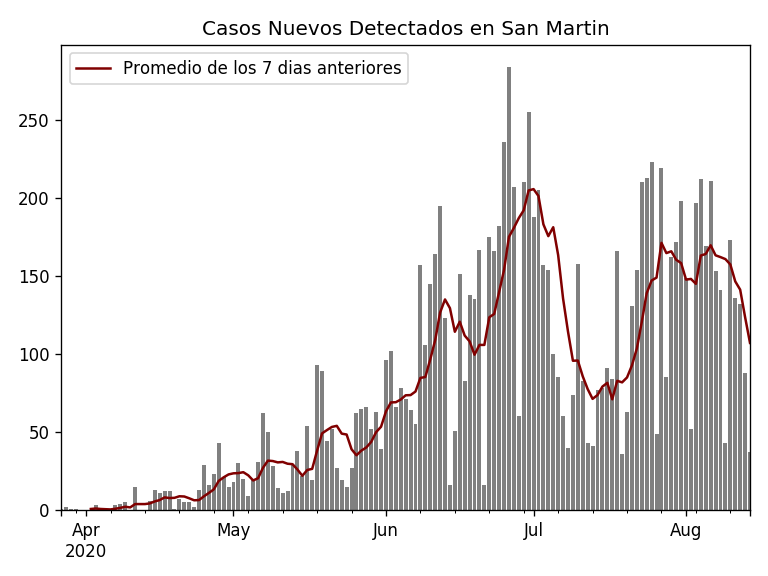 Casos Nuevos Detectados en San Martin
Promedio de los 7 dias anteriores
250
200
150
100
50
0
Apr May Jun Jul Aug
2020